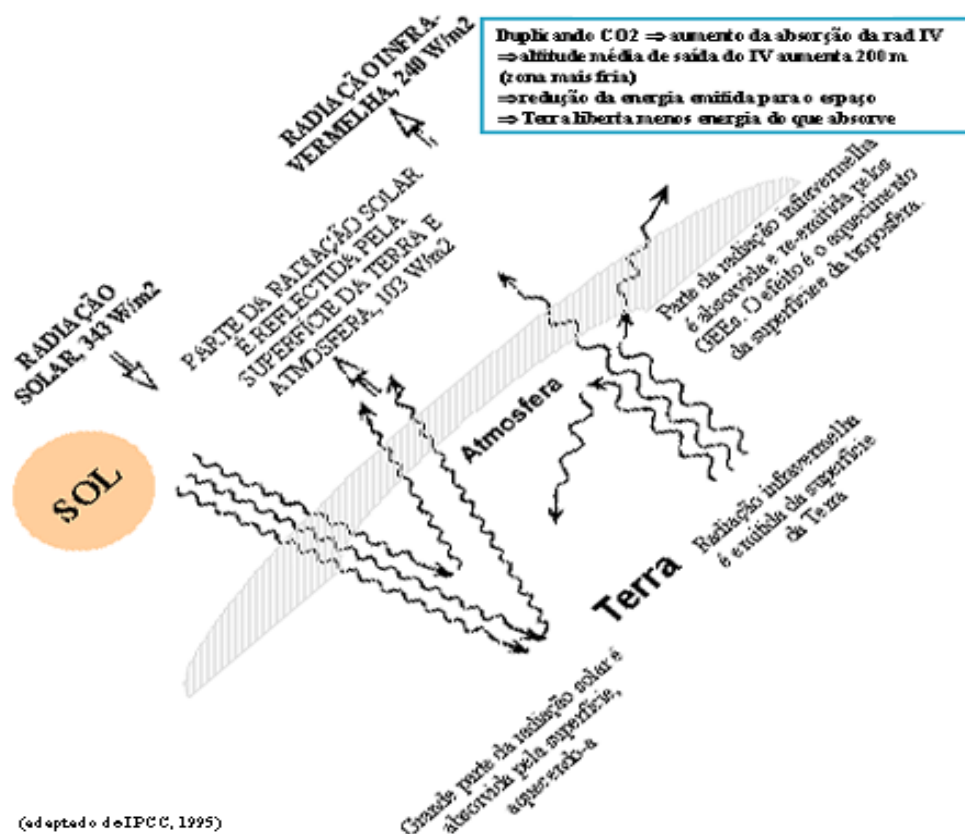 Duplicando CO2 ⇒ aumento da absorção da rad IV
⇒ altitude média de saída do IV aumenta 200 m
(zona mais fria)
⇒ redução da energia emitida para o espaço
⇒ Terra liberta menos energia do que absorve
RADIAÇÃO INFRA-
VERMELHA, 240 W/m2
PARTE DA RADIAÇÃO SOLAR
É REFLECTIDA PELA
SUPERFÍCIE DA TERRA E
ATMOSFERA, 103 W/m2
RADIAÇÃO
SOLAR, 343 W/m2
SOL
Atmosfera
Parte da radiação infravermelha
é absorvida e re-emitida pelos
GEEs. O efeito é o aquecimento
da superfície e da troposfera.
Radiação infravermelha
é emitida da superfície
da Terra
Terra
Grande parte da radiação solar é
absorvida pela superfície,
aquecendo-a
(adaptado de IPCC, 1995)